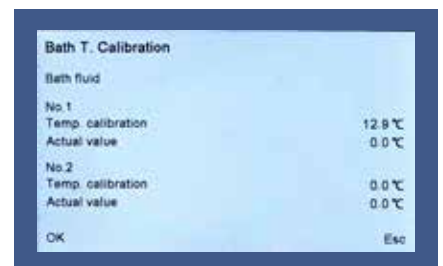 Bath T. Calibration
Bath fluid
No.1
Temp. calibration 12.9 ℃
Actual value 0.0 ℃
No.2
Temp. calibration 0.0 ℃
Actual value 0.0 ℃
OK Esc